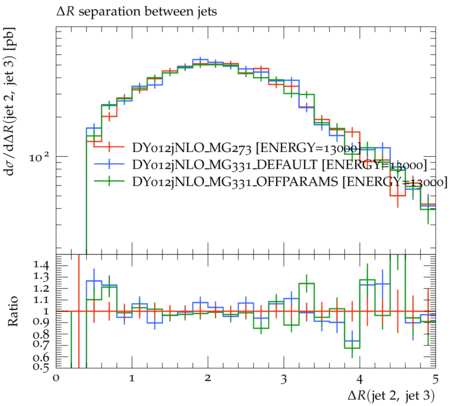 ΔR separation between jets
dσ/dΔR(jet 2, jet 3) [pb]
10²
DY012jNLO_MG273 [ENERGY=13000]
DY012jNLO_MG331_DEFAULT [ENERGY=13000]
DY012jNLO_MG331_OFFPARAMS [ENERGY=13000]
Ratio
1.4
1.3
1.2
1.1
1
0.9
0.8
0.7
0.6
0.5
0 1 2 3 4 5
ΔR(jet 2, jet 3)